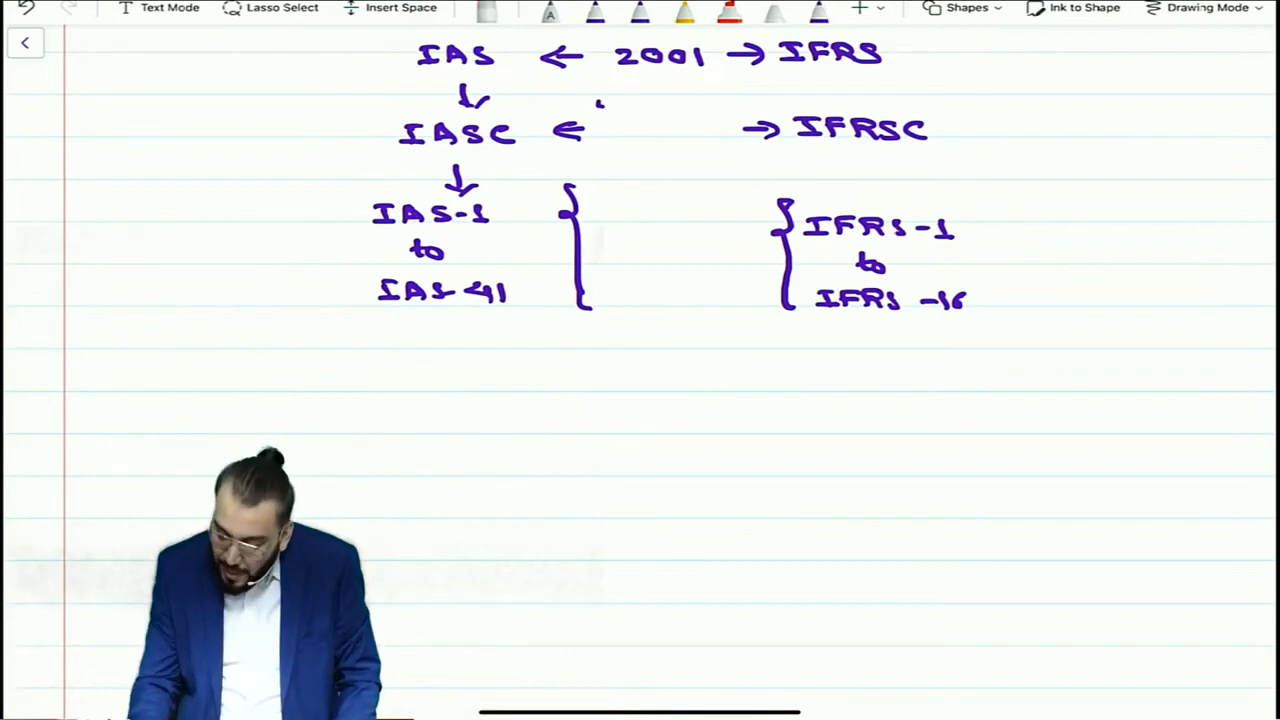 Text Mode Lasso Select Insert Space Shapes Ink to Shape Drawing Mode
IAS ← 2001 → IFRS
↓
IASC ← → IFRSC
↓
IAS-1 { { IFRS-1
to to
IAS-41 IFRS-16